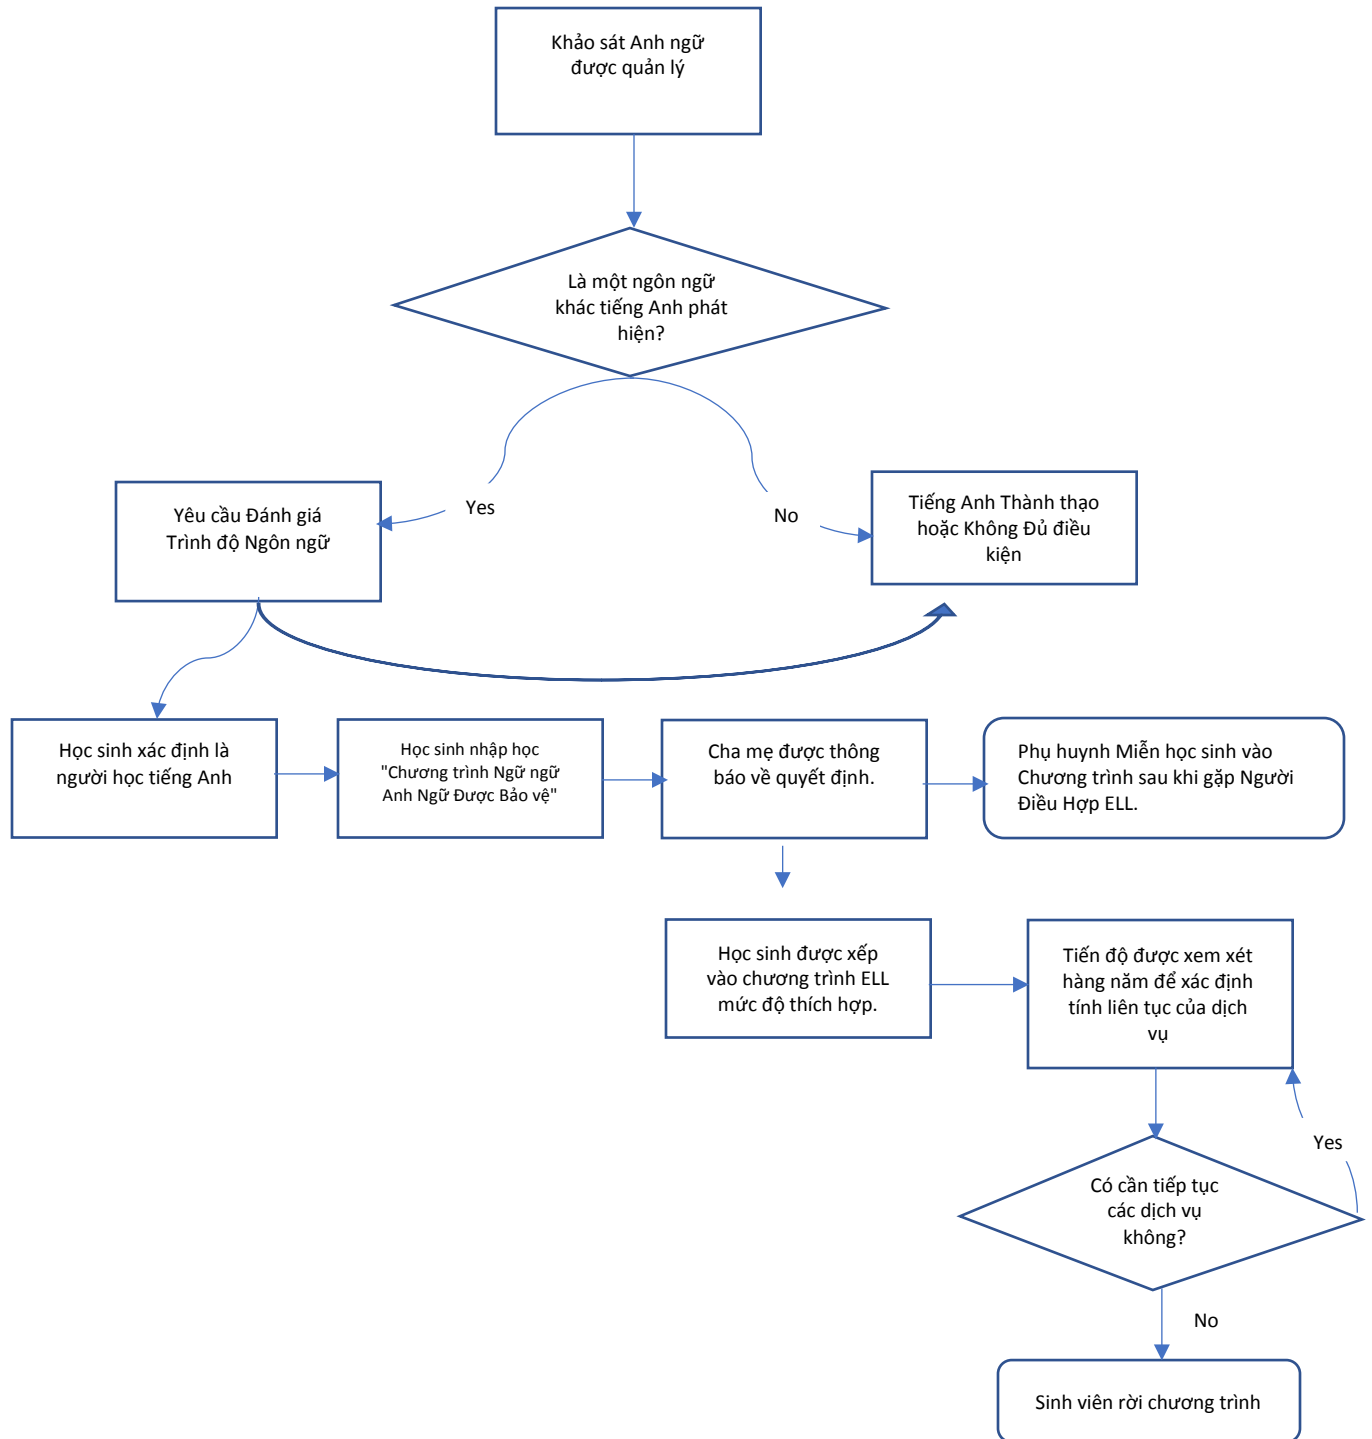 Khảo sát Anh ngữ
được quản lý
Là một ngôn ngữ
khác tiếng Anh phát
hiện?
Yes
No
Yêu cầu Đánh giá
Trình độ Ngôn ngữ
Tiếng Anh Thành thạo
hoặc Không Đủ điều
kiện
Học sinh xác định là
người học tiếng Anh
Học sinh nhập học
"Chương trình Ngữ ngữ
Anh Ngữ Được Bảo vệ"
Cha mẹ được thông
báo về quyết định.
Phụ huynh Miễn học sinh vào
Chương trình sau khi gặp Người
Điều Hợp ELL.
Học sinh được xếp
vào chương trình ELL
mức độ thích hợp.
Tiến độ được xem xét
hàng năm để xác định
tính liên tục của dịch
vụ
Yes
Có cần tiếp tục
các dịch vụ
không?
No
Sinh viên rời chương trình